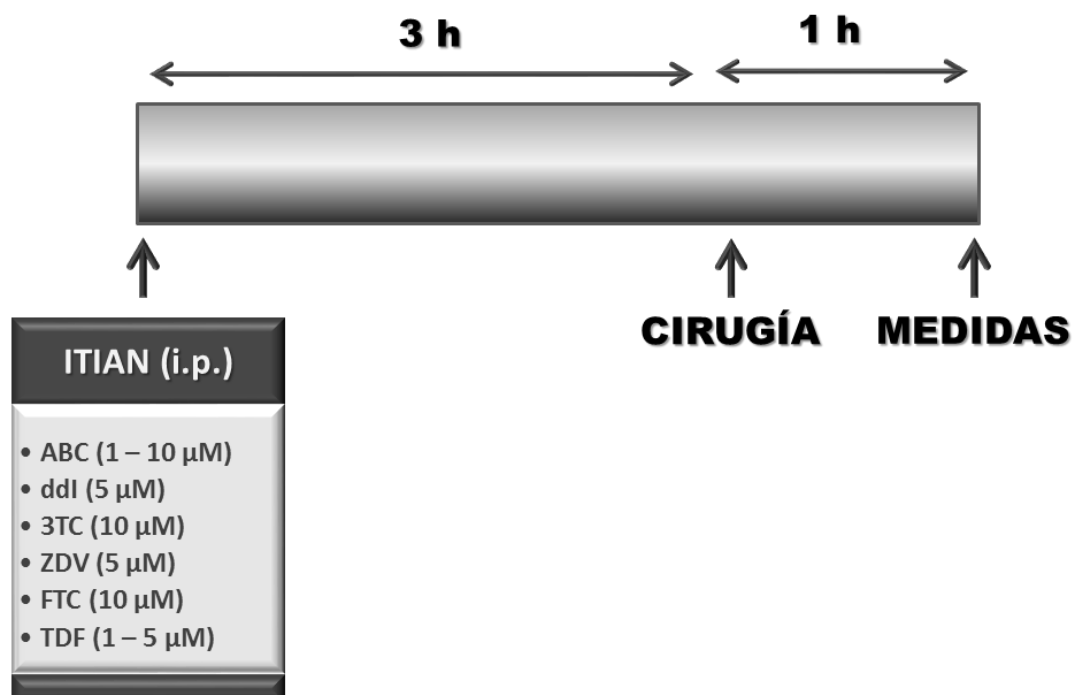 3 h
1 h
CIRUGÍA
MEDIDAS
ITIAN (i.p.)
• ABC (1 – 10 µM)
• ddI (5 µM)
• 3TC (10 µM)
• ZDV (5 µM)
• FTC (10 µM)
• TDF (1 – 5 µM)